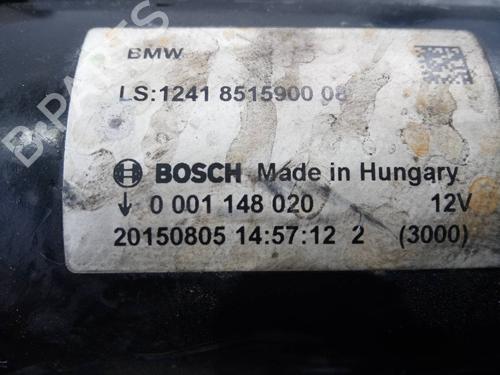 BMW
LS:1241 8515900 08
BOSCH Made in Hungary
↓ 0 001 148 020 12V
20150805 14:57:12 2 (3000)
B-PARTS